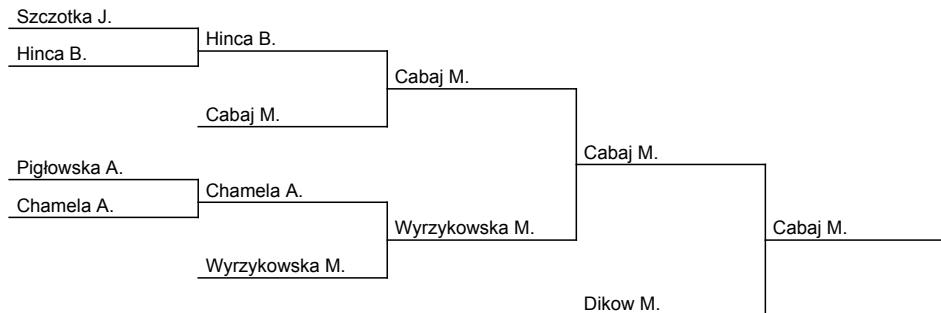 Szczotka J.
Hinca B.
Hinca B.
Cabaj M.
Cabaj M.
Pigłowska A.
Chamela A.
Chamela A.
Wyrzykowska M.
Wyrzykowska M.
Cabaj M.
Dikow M.
Cabaj M.